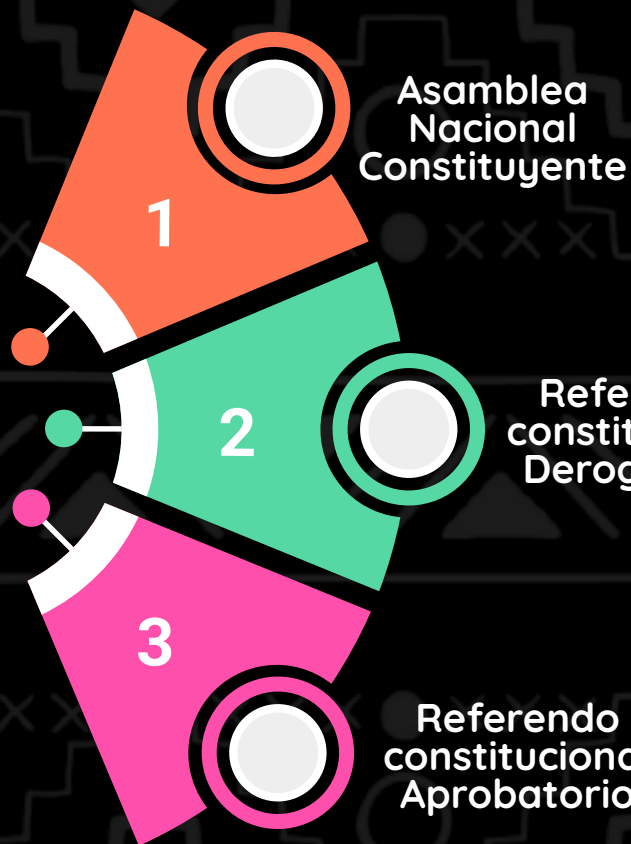 1
Asamblea
Nacional
Constituyente
2
Refe
constit
Derog
3
Referendo
constituciona
Aprobatorio